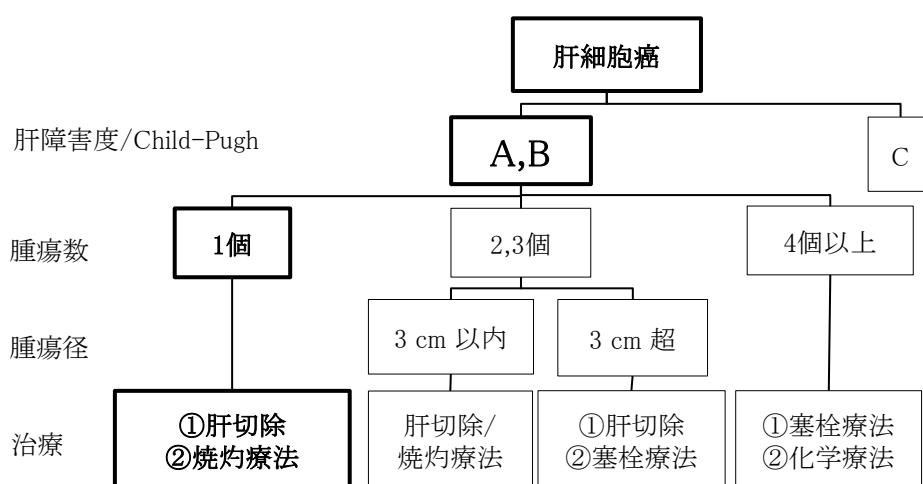 肝細胞癌
肝障害度/Child-Pugh
A,B
C
腫瘍数
1個
2,3個
4個以上
腫瘍径
3 cm 以内
3 cm 超
治療
①肝切除
②焼灼療法
肝切除/
焼灼療法
①肝切除
②塞栓療法
①塞栓療法
②化学療法